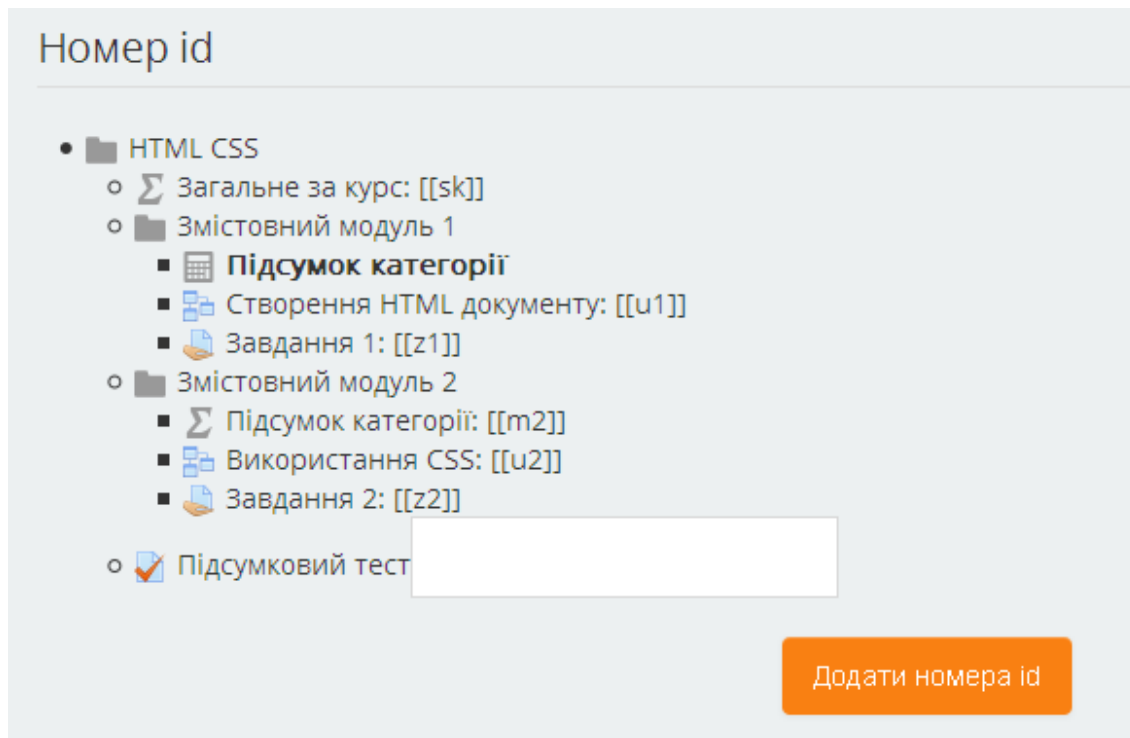 Номер id
HTML CSS
Загальне за курс: [[sk]]
Змістовний модуль 1
Підсумок категорії
Створення HTML документу: [[u1]]
Завдання 1: [[z1]]
Змістовний модуль 2
Підсумок категорії: [[m2]]
Використання CSS: [[u2]]
Завдання 2: [[z2]]
Підсумковий тест
Додати номера id